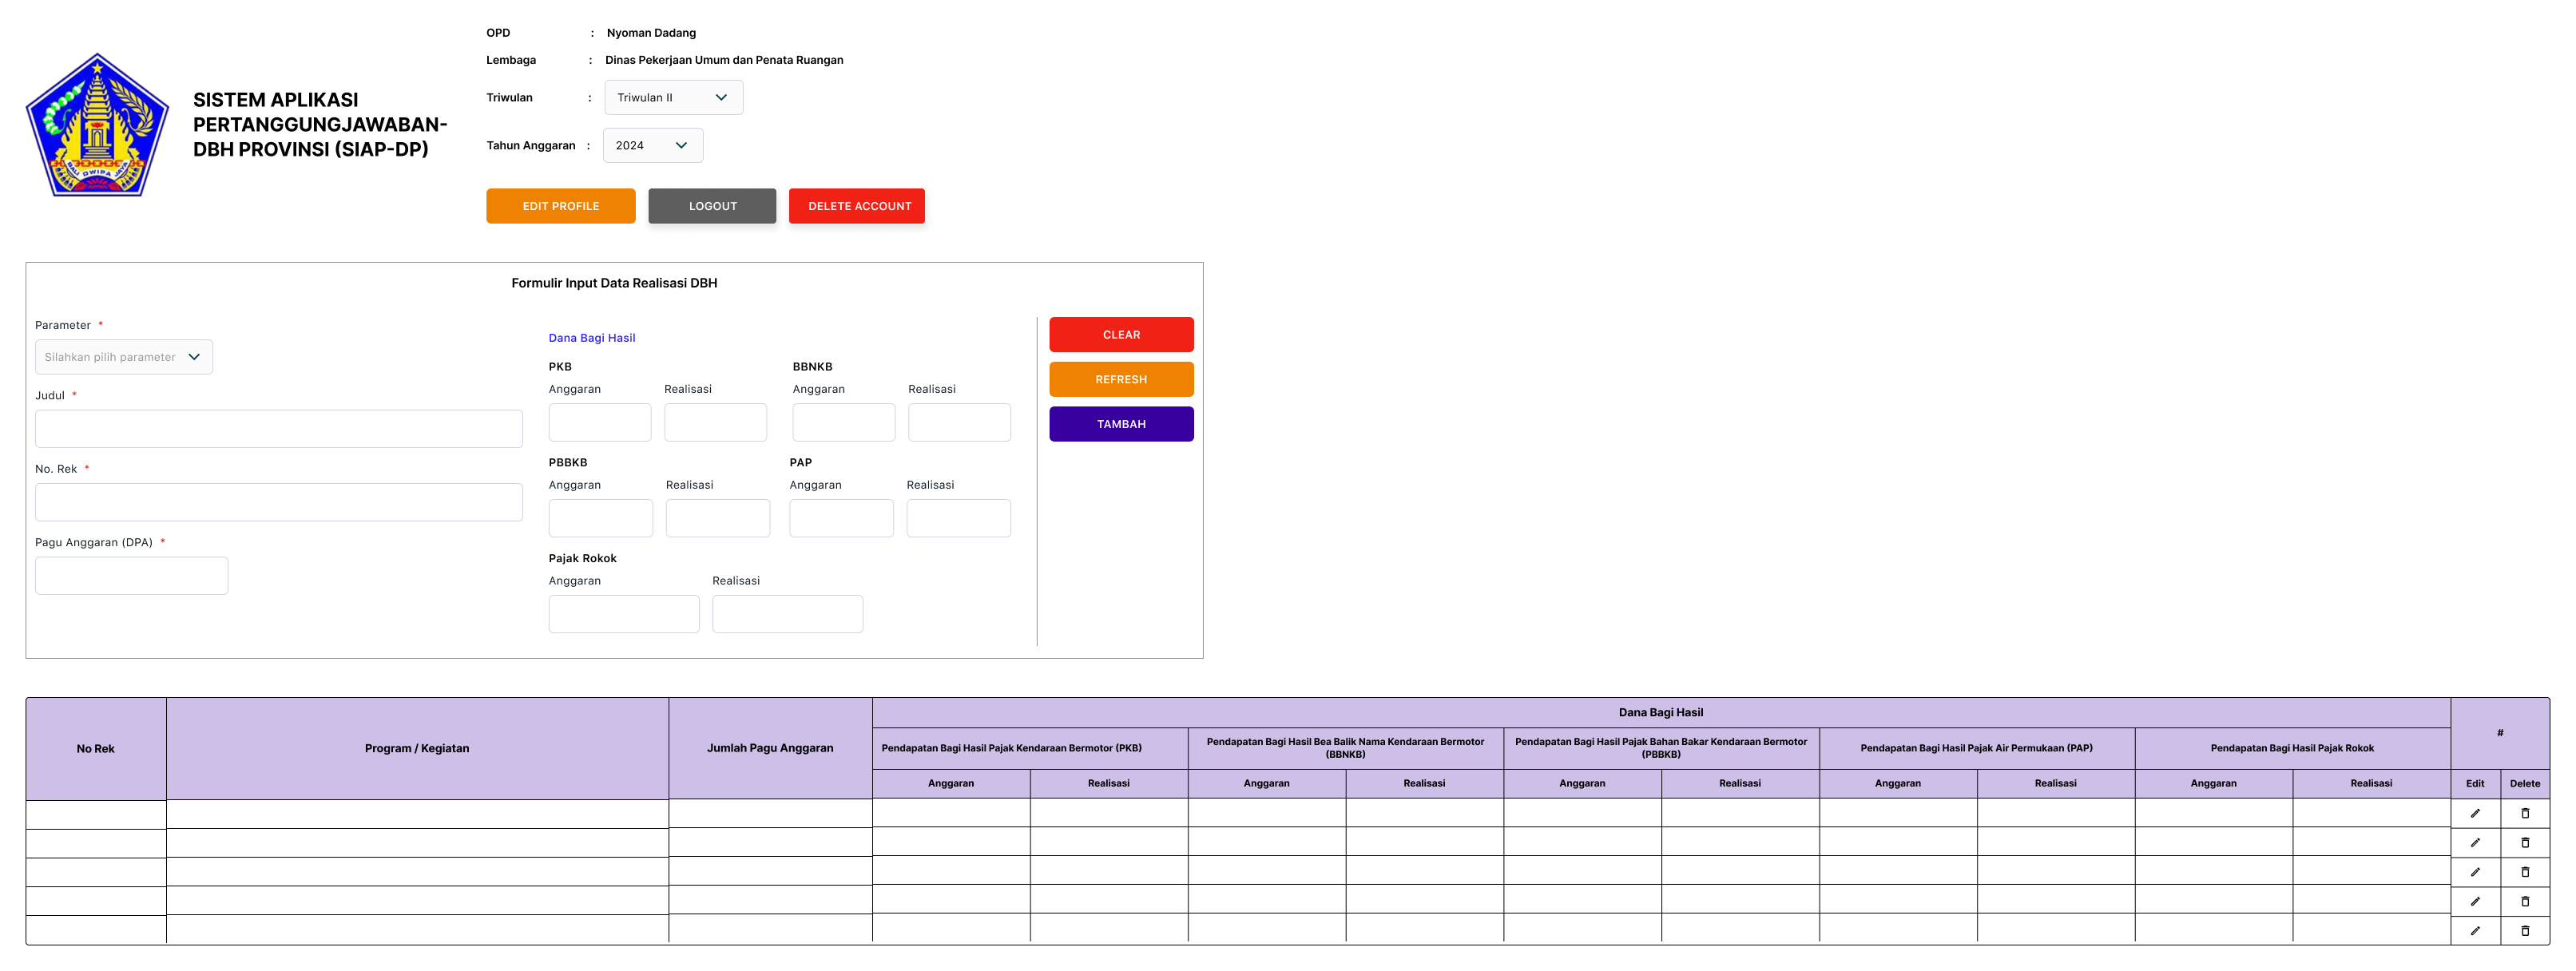 OPD : Nyoman Dadang
Lembaga : Dinas Pekerjaan Umum dan Penata Ruangan
Triwulan : Triwulan II
Tahun Anggaran : 2024
BALI DWIPA JAYA
SISTEM APLIKASI
PERTANGGUNGJAWABAN-
DBH PROVINSI (SIAP-DP)
EDIT PROFILE LOGOUT DELETE ACCOUNT
Formulir Input Data Realisasi DBH
Parameter *
Silahkan pilih parameter
Judul *
No. Rek *
Pagu Anggaran (DPA) *
Dana Bagi Hasil
PKB BBNKB
Anggaran Realisasi Anggaran Realisasi
PBBKB PAP
Anggaran Realisasi Anggaran Realisasi
Pajak Rokok
Anggaran Realisasi
CLEAR
REFRESH
TAMBAH
No Rek Program / Kegiatan Jumlah Pagu Anggaran Dana Bagi Hasil #
Pendapatan Bagi Hasil Pajak Kendaraan Bermotor (PKB)
Pendapatan Bagi Hasil Bea Balik Nama Kendaraan Bermotor
(BBNKB)
Pendapatan Bagi Hasil Pajak Bahan Bakar Kendaraan Bermotor
(PBBKB)
Pendapatan Bagi Hasil Pajak Air Permukaan (PAP)
Pendapatan Bagi Hasil Pajak Rokok
Anggaran Realisasi Anggaran Realisasi Anggaran Realisasi Anggaran Realisasi Anggaran Realisasi Edit Delete